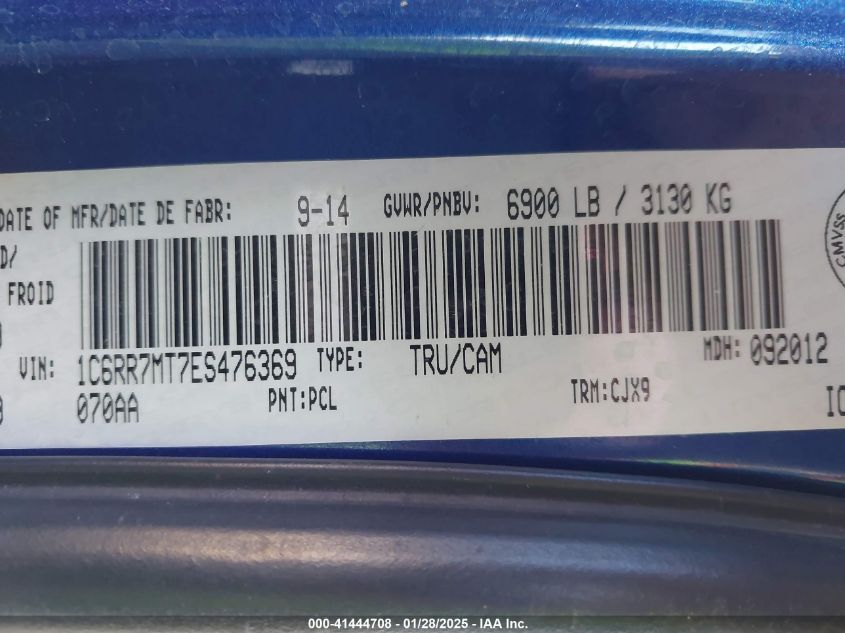 DATE OF MFR/DATE DE FABR: 9-14 GVWR/PNBV: 6900 LB / 3130 KG
CMVSS
FROID
VIN: 1C6RR7MT7ES476369 TYPE: TRU/CAM MDH: 092012
070AA PNT:PCL TRM:CJX9
000-41444708 - 01/28/2025 - IAA Inc.